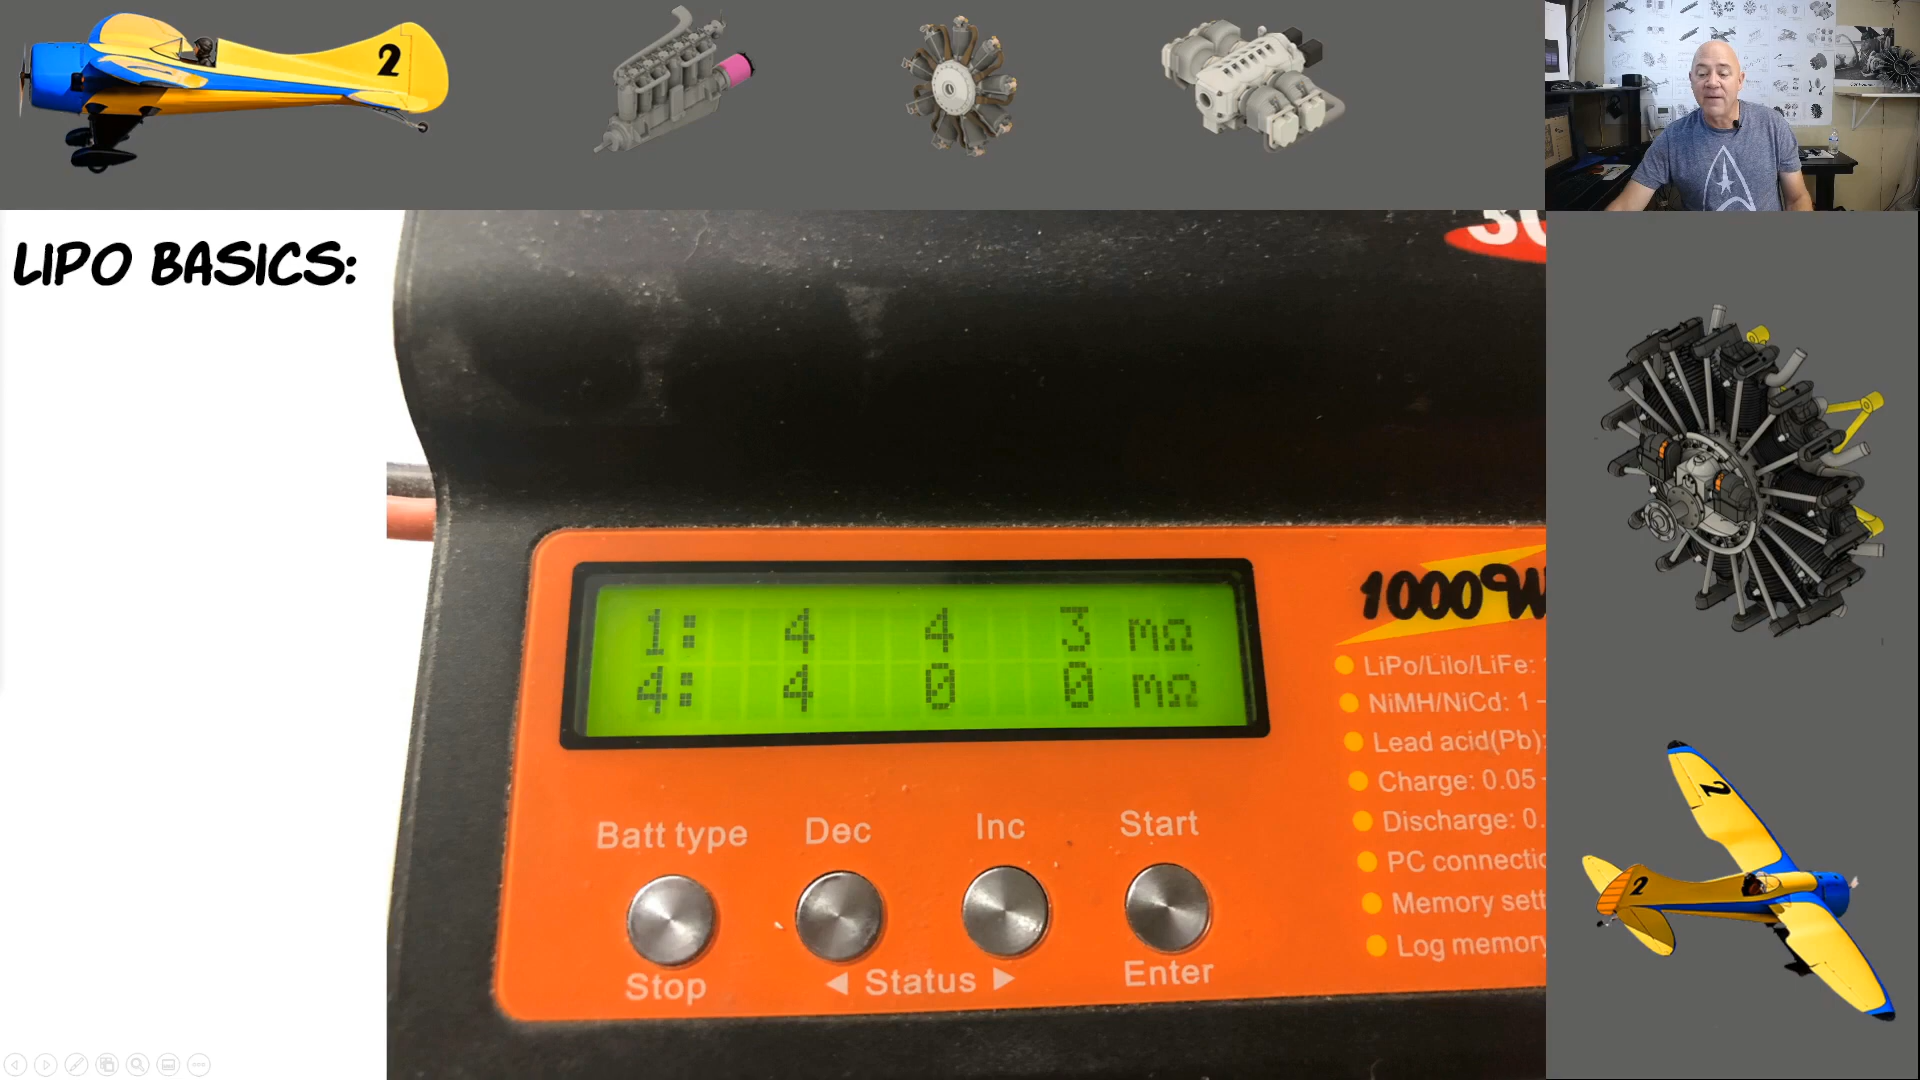 2
LIPO BASICS:
30
1000W
1: 4 4 3 mΩ
4: 4 0 0 mΩ
LiPo/LiIo/LiFe:
NiMH/NiCd: 1 -
Lead acid(Pb):
Charge: 0.05 -
Discharge: 0.
PC connectio
Memory sett
Log memory
Batt type Dec Inc Start
Stop ◀ Status ▶ Enter
2
2